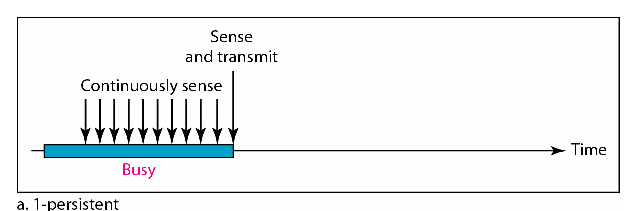 Sense
and transmit
Continuously sense
Time
Busy
a. 1-persistent